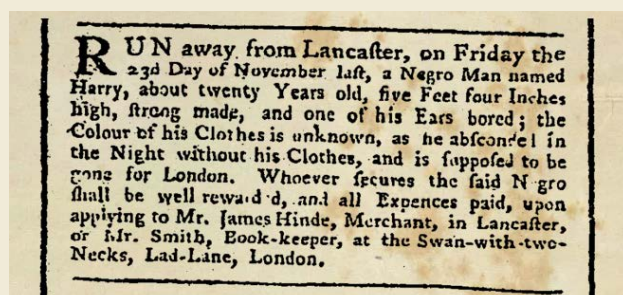 RUN away from Lancaſter, on Friday the
23d Day of November laſt, a Negro Man named
Harry, about twenty Years old, five Feet four Inches
high, ſtrong made, and one of his Ears bored; the
Colour of his Clothes is unknown, as he abſconded in
the Night without his Clothes, and is ſuppoſed to be
gone for London. Whoever ſecures the ſaid N gro
ſhall be well rewaid'd, and all Expences paid, upon
applying to Mr. James Hinde, Merchant, in Lancaſter,
or Mr. Smith, Book-keeper, at the Swan-with-two-
Necks, Lad-Lane, London.